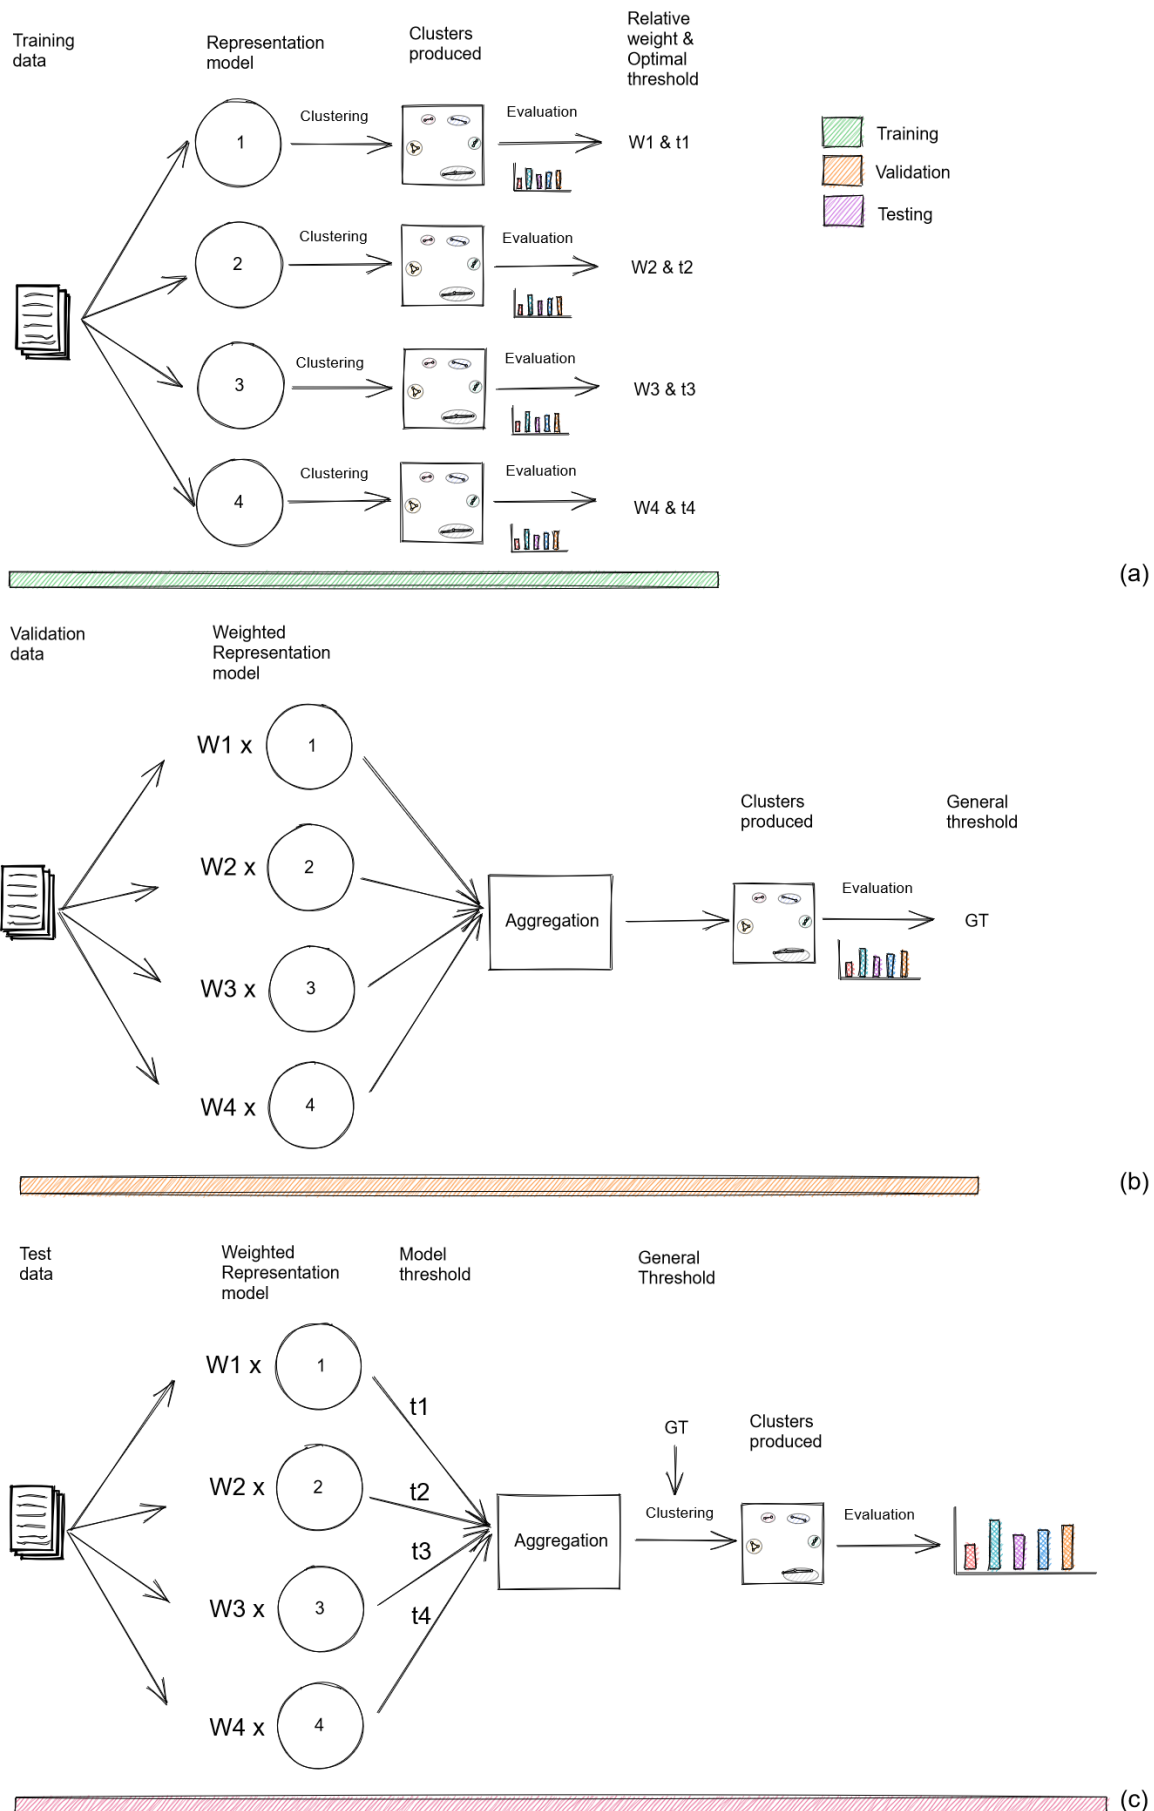 Training
data
Representation
model
Clusters
produced
Relative
weight &
Optimal
threshold
1
Clustering
Evaluation
W1 & t1
Training
Validation
Testing
2
Clustering
Evaluation
W2 & t2
3
Clustering
Evaluation
W3 & t3
4
Clustering
Evaluation
W4 & t4
(a)
Validation
data
Weighted
Representation
model
W1 x
1
W2 x
2
W3 x
3
W4 x
4
Aggregation
Clusters
produced
Evaluation
General
threshold
GT
(b)
Test
data
Weighted
Representation
model
Model
threshold
General
Threshold
W1 x
1
t1
W2 x
2
t2
W3 x
3
t3
W4 x
4
t4
Aggregation
GT
Clustering
Clusters
produced
Evaluation
(c)